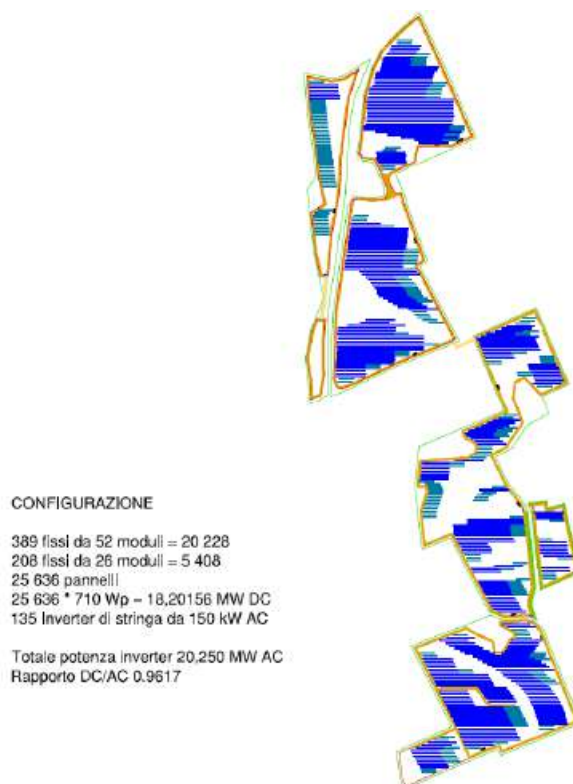 CONFIGURAZIONE
389 fissi da 52 moduli = 20 228
208 fissi da 26 moduli = 5 408
25 636 pannelli
25 636 * 710 Wp = 18,20156 MW DC
135 Inverter di stringa da 150 kW AC
Totale potenza inverter 20,250 MW AC
Rapporto DC/AC 0.9617